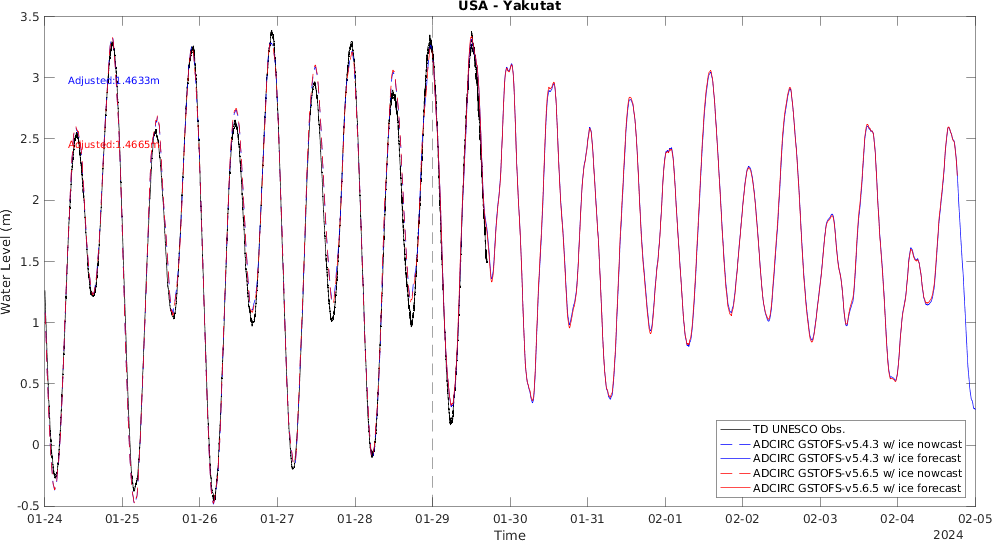 USA - Yakutat
3.5
3
2.5
2
1.5
1
0.5
0
-0.5
Water Level (m)
Adjusted:1.4633m
Adjusted:1.4665m
TD UNESCO Obs.
ADCIRC GSTOFS-v5.4.3 w/ ice nowcast
ADCIRC GSTOFS-v5.4.3 w/ ice forecast
ADCIRC GSTOFS-v5.6.5 w/ ice nowcast
ADCIRC GSTOFS-v5.6.5 w/ ice forecast
01-24 01-25 01-26 01-27 01-28 01-29 01-30 01-31 02-01 02-02 02-03 02-04 02-05
Time
2024